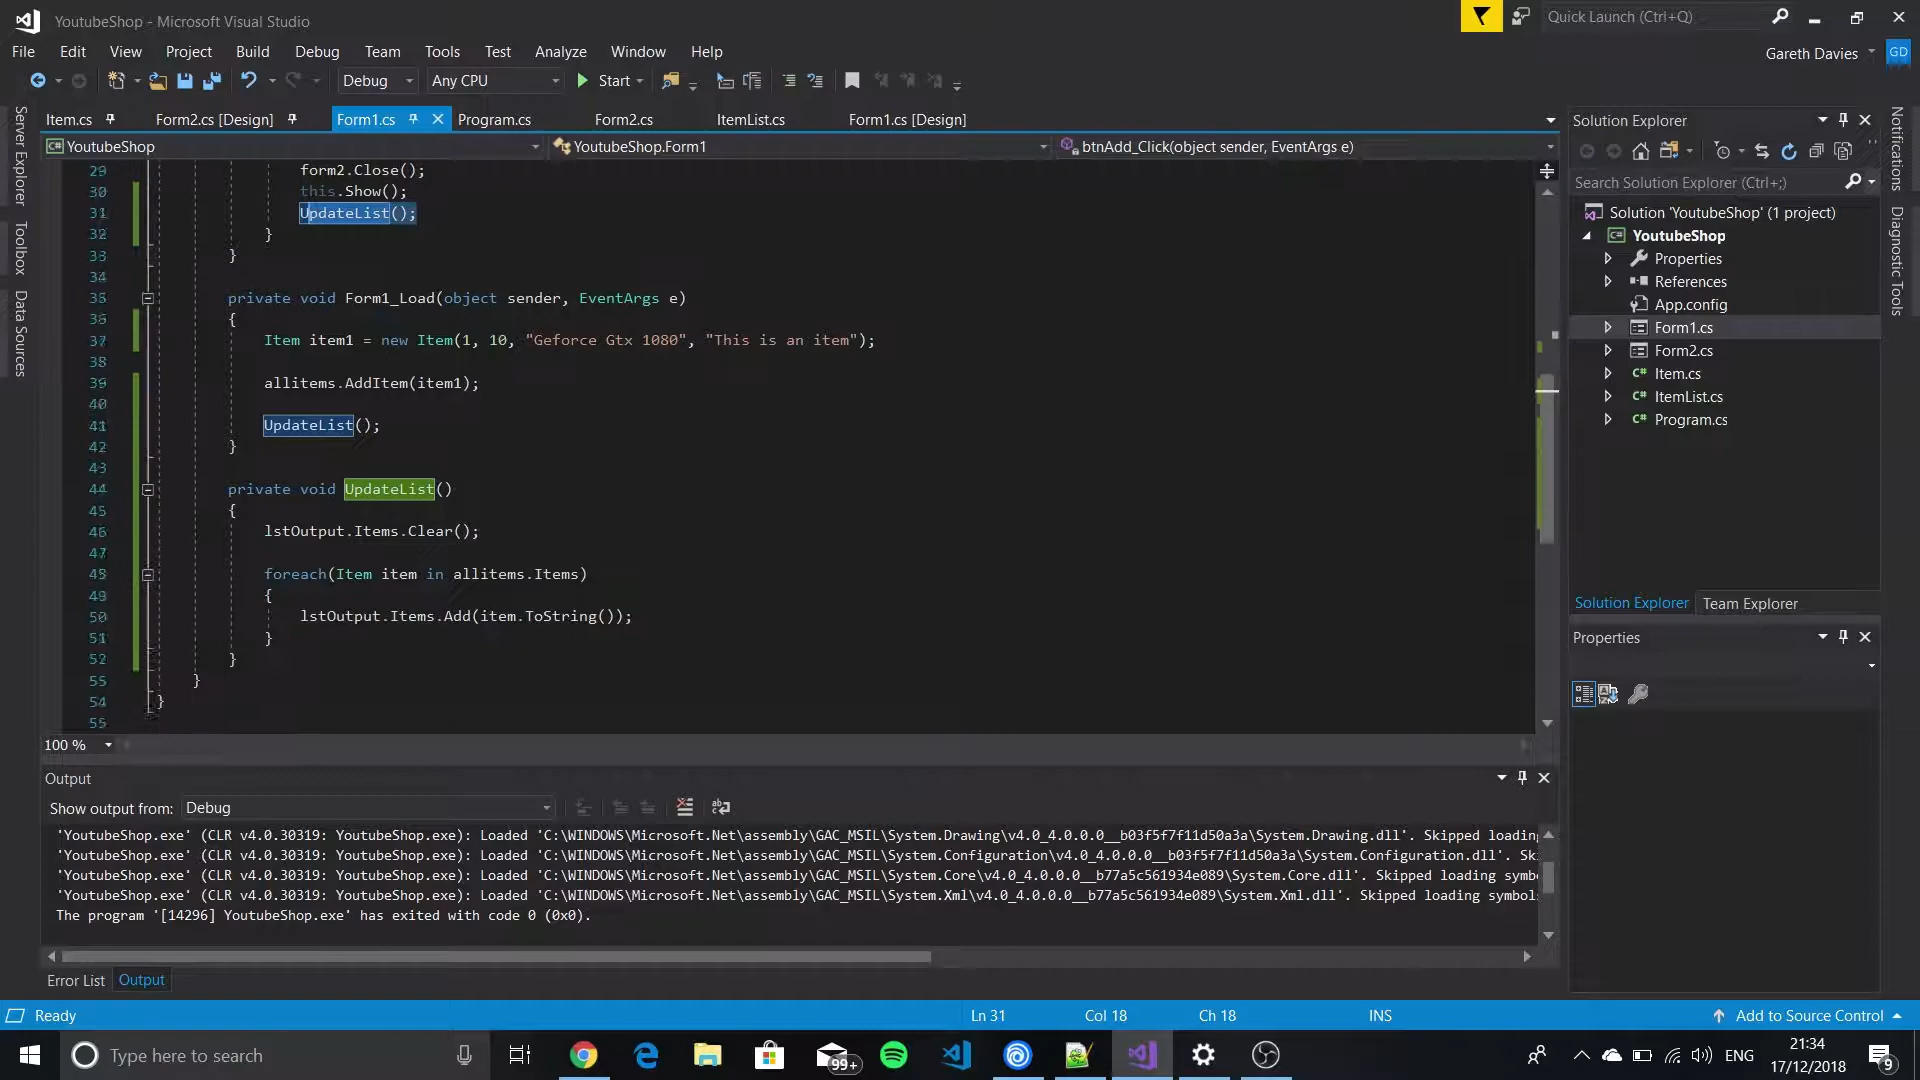 YoutubeShop - Microsoft Visual Studio
Quick Launch (Ctrl+Q)
File Edit View Project Build Debug Team Tools Test Analyze Window Help
Gareth Davies GD
Debug Any CPU Start
Server Explorer
Toolbox
Data Sources
Item.cs Form2.cs [Design] Form1.cs Program.cs Form2.cs ItemList.cs Form1.cs [Design]
YoutubeShop YoutubeShop.Form1 btnAdd_Click(object sender, EventArgs e)
29 form2.Close();
30 this.Show();
31 UpdateList();
32 }
33 }
34
35 private void Form1_Load(object sender, EventArgs e)
36 {
37 Item item1 = new Item(1, 10, "Geforce Gtx 1080", "This is an item");
38
39 allitems.AddItem(item1);
40
41 UpdateList();
42 }
43
44 private void UpdateList()
45 {
46 lstOutput.Items.Clear();
47
48 foreach(Item item in allitems.Items)
49 {
50 lstOutput.Items.Add(item.ToString());
51 }
52 }
53 }
54 }
55
100 %
Output
Show output from: Debug
'YoutubeShop.exe' (CLR v4.0.30319: YoutubeShop.exe): Loaded 'C:\WINDOWS\Microsoft.Net\assembly\GAC_MSIL\System.Drawing\v4.0_4.0.0.0__b03f5f7f11d50a3a\System.Drawing.dll'. Skipped loading
'YoutubeShop.exe' (CLR v4.0.30319: YoutubeShop.exe): Loaded 'C:\WINDOWS\Microsoft.Net\assembly\GAC_MSIL\System.Configuration\v4.0_4.0.0.0__b03f5f7f11d50a3a\System.Configuration.dll'. Sk
'YoutubeShop.exe' (CLR v4.0.30319: YoutubeShop.exe): Loaded 'C:\WINDOWS\Microsoft.Net\assembly\GAC_MSIL\System.Core\v4.0_4.0.0.0__b77a5c561934e089\System.Core.dll'. Skipped loading symbo
'YoutubeShop.exe' (CLR v4.0.30319: YoutubeShop.exe): Loaded 'C:\WINDOWS\Microsoft.Net\assembly\GAC_MSIL\System.Xml\v4.0_4.0.0.0__b77a5c561934e089\System.Xml.dll'. Skipped loading symbol
The program '[14296] YoutubeShop.exe' has exited with code 0 (0x0).
Error List Output
Solution Explorer
Search Solution Explorer (Ctrl+;)
Solution 'YoutubeShop' (1 project)
YoutubeShop
Properties
References
App.config
Form1.cs
Form2.cs
Item.cs
ItemList.cs
Program.cs
Solution Explorer Team Explorer
Properties
Notifications
Diagnostic Tools
Ready Ln 31 Col 18 Ch 18 INS Add to Source Control
Type here to search
99+
ENG
21:34
17/12/2018
9